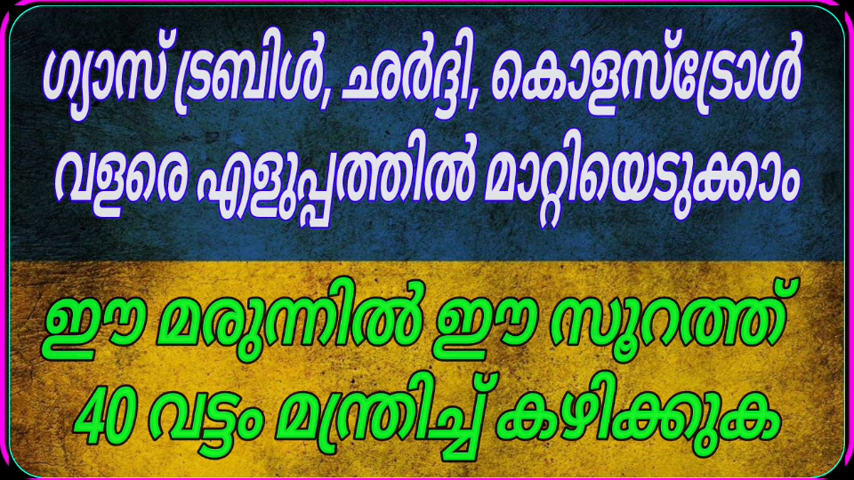 ഗ്യാസ് ട്രബിൾ, ഛർദ്ദി, കൊളസ്ട്രോൾ
വളരെ എളുപ്പത്തിൽ മാറ്റിയെടുക്കാം
ഈ മരുന്നിൽ ഈ സൂറത്ത്
40 വട്ടം മന്ത്രിച്ച് കഴിക്കുക